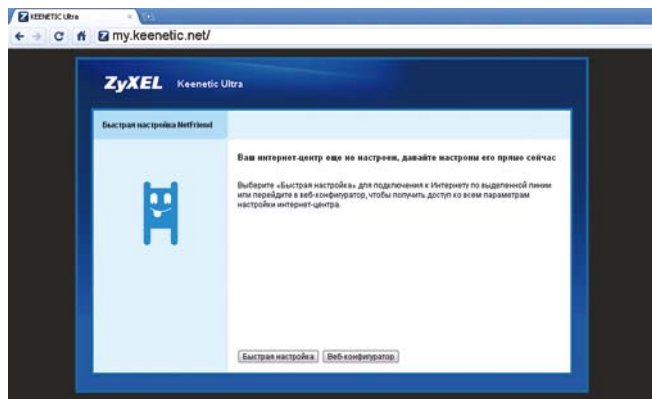 KEENETIC Ultra
my.keenetic.net/
ZyXEL Keenetic Ultra
Быстрая настройка NetFriend
Ваш интернет-центр еще не настроен, давайте настроим его прямо сейчас
Выберите «Быстрая настройка» для подключения к Интернету по выделенной линии
или перейдите в веб-конфигуратор, чтобы получить доступ ко всем параметрам
настройки интернет-центра.
Быстрая настройка Веб-конфигуратор